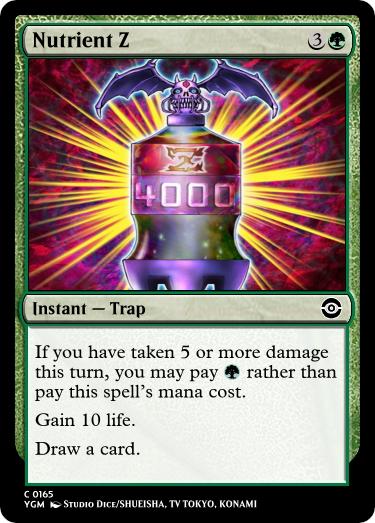 Nutrient Z 3
Z
4000
Instant — Trap
If you have taken 5 or more damage
this turn, you may pay rather than
pay this spell's mana cost.
Gain 10 life.
Draw a card.
C 0165
YGM Studio Dice/SHUEISHA, TV TOKYO, KONAMI